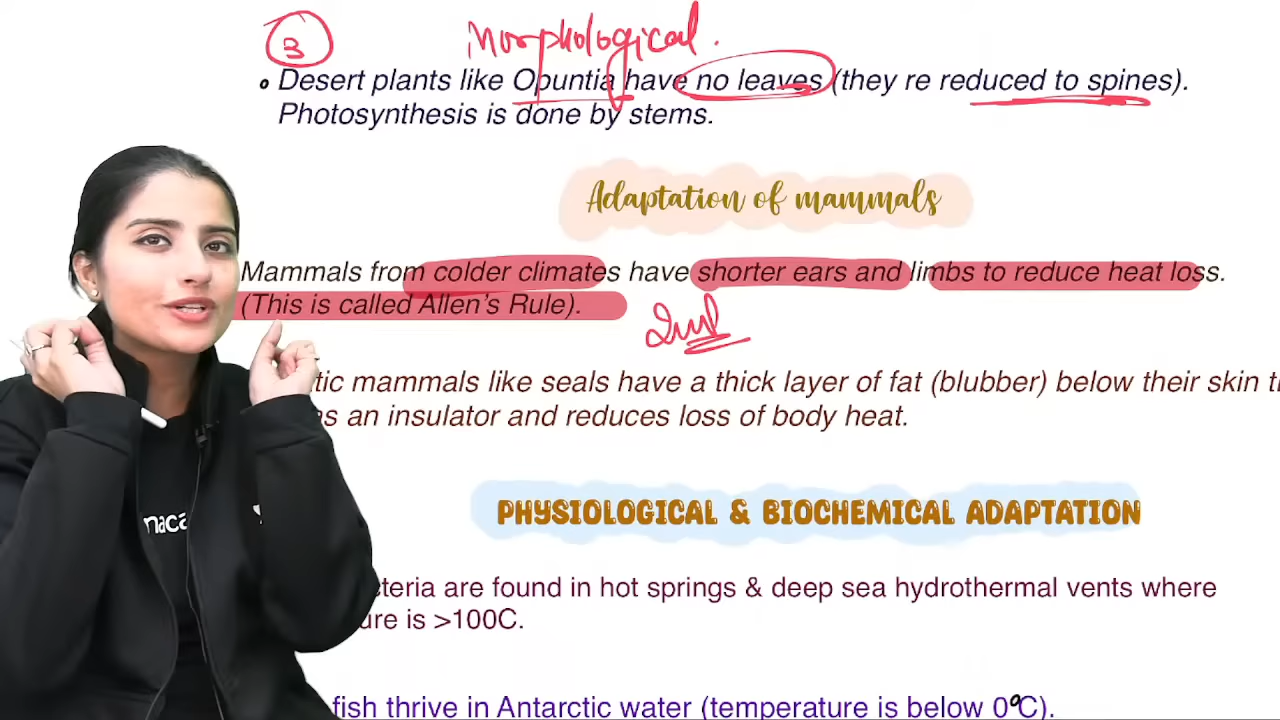 3
Morphological.
Desert plants like Opuntia have no leaves (they re reduced to spines).
Photosynthesis is done by stems.
Adaptation of mammals
Mammals from colder climates have shorter ears and limbs to reduce heat loss.
(This is called Allen's Rule).
Imp
tic mammals like seals have a thick layer of fat (blubber) below their skin
as an insulator and reduces loss of body heat.
PHYSIOLOGICAL & BIOCHEMICAL ADAPTATION
cteria are found in hot springs & deep sea hydrothermal vents where
ure is >100C.
fish thrive in Antarctic water (temperature is below 0°C).
naca